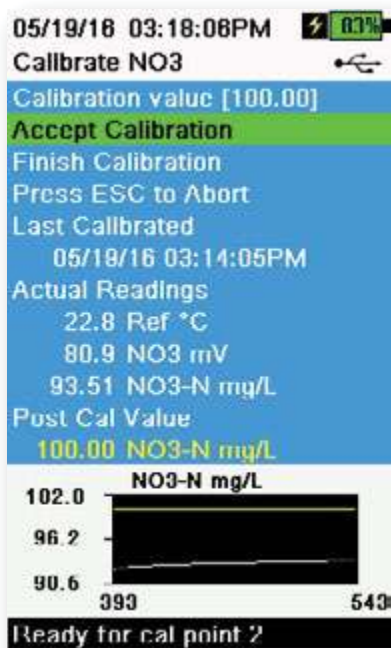 05/19/16 03:18:06PM 83%
Calibrate NO3
Calibration value [100.00]
Accept Calibration
Finish Calibration
Press ESC to Abort
Last Calibrated
05/19/16 03:14:05PM
Actual Readings
22.8 Ref °C
80.9 NO3 mV
93.51 NO3-N mg/L
Post Cal Value
100.00 NO3-N mg/L
NO3-N mg/L
102.0
96.2
90.6
393 543
Ready for cal point 2